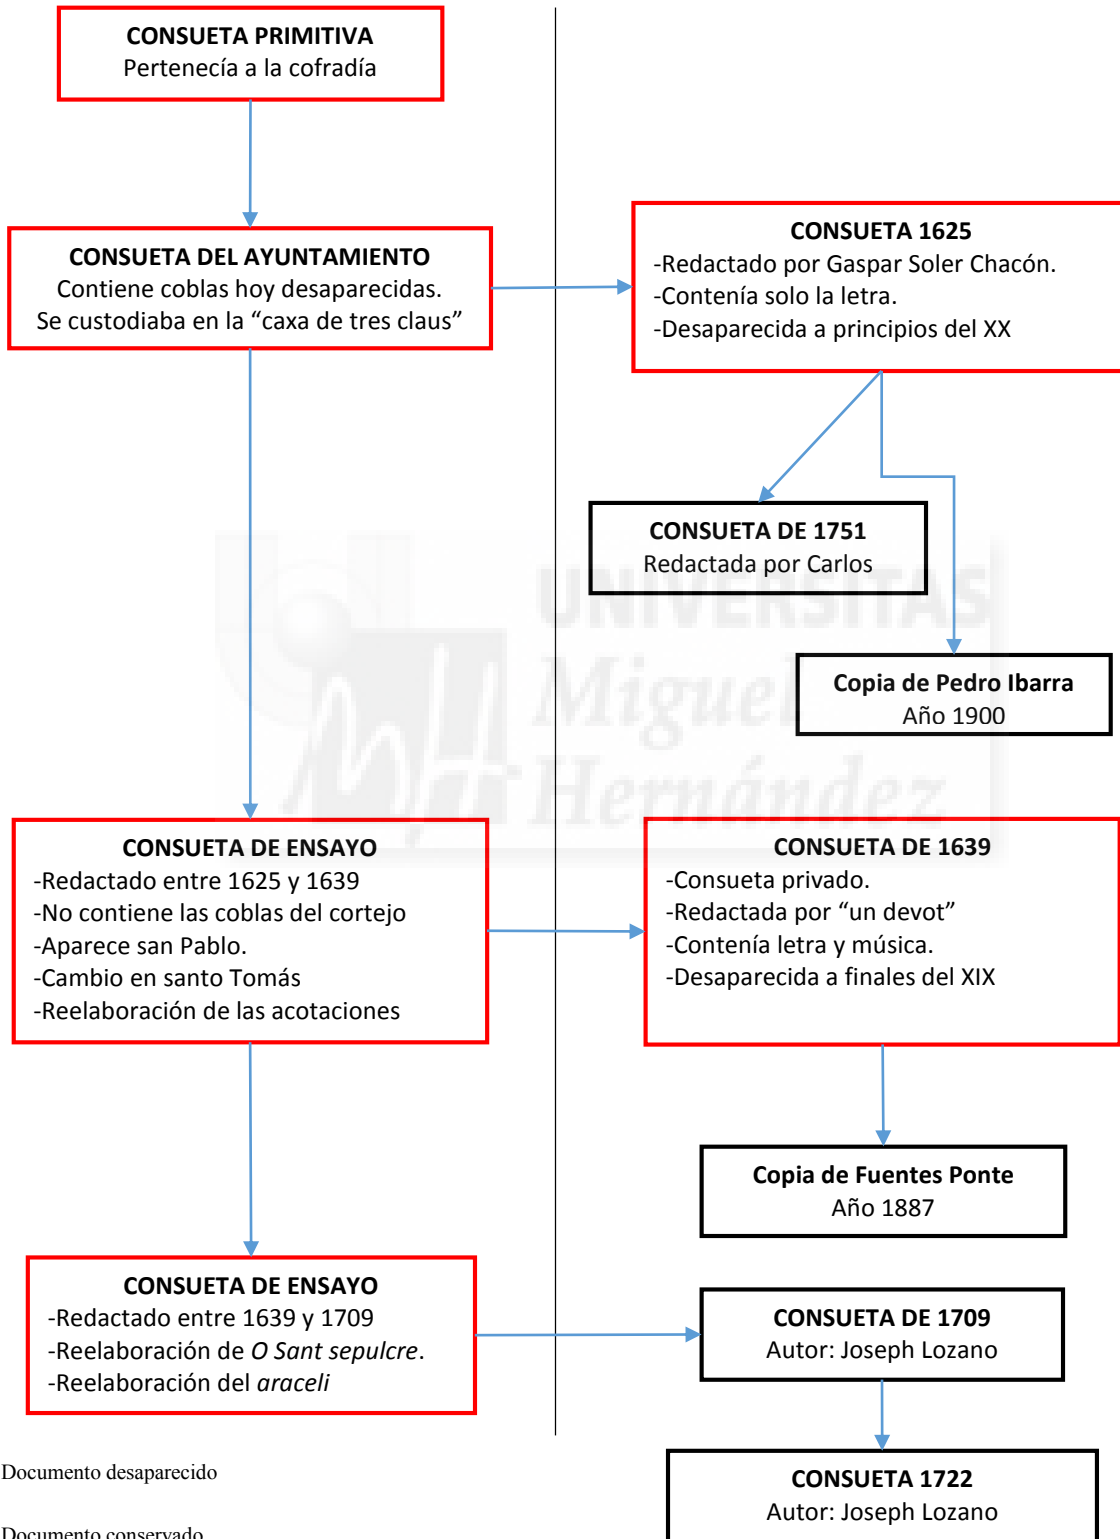 CONSUETA PRIMITIVA
Pertenecía a la cofradía
CONSUETA DEL AYUNTAMIENTO
Contiene coblas hoy desaparecidas.
Se custodiaba en la “caxa de tres claus”
CONSUETA 1625
-Redactado por Gaspar Soler Chacón.
-Contenía solo la letra.
-Desaparecida a principios del XX
CONSUETA DE 1751
Redactada por Carlos
UNIVERSITAS
Miguel
Hernández
Copia de Pedro Ibarra
Año 1900
CONSUETA DE ENSAYO
-Redactado entre 1625 y 1639
-No contiene las coblas del cortejo
-Aparece san Pablo.
-Cambio en santo Tomás
-Reelaboración de las acotaciones
CONSUETA DE 1639
-Consueta privado.
-Redactada por “un devot”
-Contenía letra y música.
-Desaparecida a finales del XIX
Copia de Fuentes Ponte
Año 1887
CONSUETA DE ENSAYO
-Redactado entre 1639 y 1709
-Reelaboración de O Sant sepulcre.
-Reelaboración del araceli
CONSUETA DE 1709
Autor: Joseph Lozano
CONSUETA 1722
Autor: Joseph Lozano
Documento desaparecido
Documento conservado